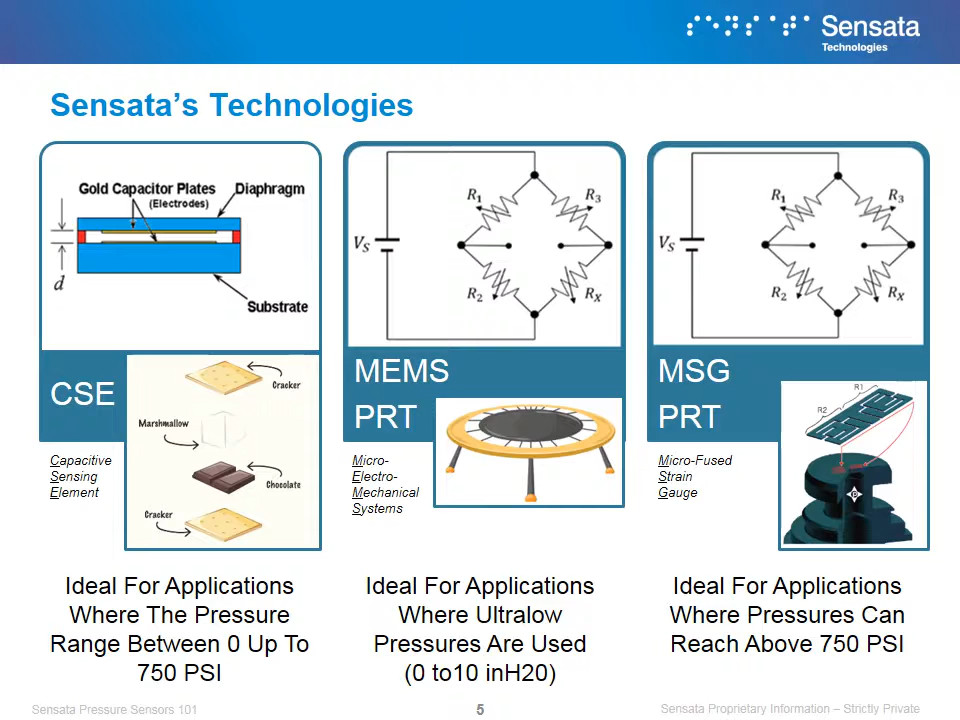 Sensata
Technologies
Sensata's Technologies
Gold Capacitor Plates
(Electrodes)
Diaphragm
d
Substrate
CSE
Cracker
Marshmallow
Chocolate
Cracker
Capacitive
Sensing
Element
Ideal For Applications
Where The Pressure
Range Between 0 Up To
750 PSI
R1
R3
VS
R2
RX
MEMS
PRT
Micro-
Electro-
Mechanical
Systems
Ideal For Applications
Where Ultralow
Pressures Are Used
(0 to10 inH20)
R1
R3
VS
R2
RX
MSG
PRT
R1
R2
Micro-Fused
Strain
Gauge
Ideal For Applications
Where Pressures Can
Reach Above 750 PSI
Sensata Pressure Sensors 101
5
Sensata Proprietary Information – Strictly Private